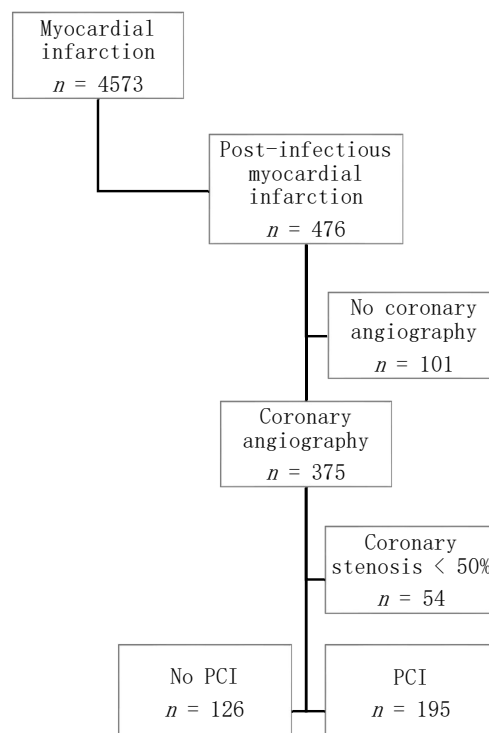 Myocardial
infarction
n = 4573
Post-infectious
myocardial
infarction
n = 476
No coronary
angiography
n = 101
Coronary
angiography
n = 375
Coronary
stenosis < 50%
n = 54
No PCI
n = 126
PCI
n = 195